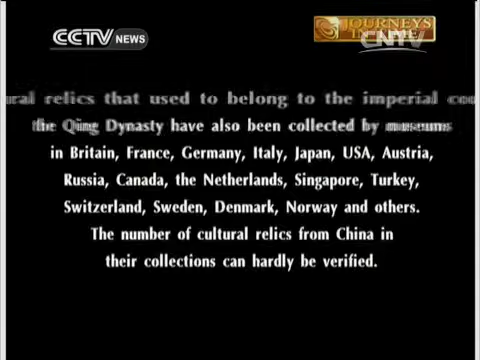 CCTV NEWS
JOURNEYS
CNTV
ural relics that used to belong to the imperial cou
the Qing Dynasty have also been collected by museums
in Britain, France, Germany, Italy, Japan, USA, Austria,
Russia, Canada, the Netherlands, Singapore, Turkey,
Switzerland, Sweden, Denmark, Norway and others.
The number of cultural relics from China in
their collections can hardly be verified.